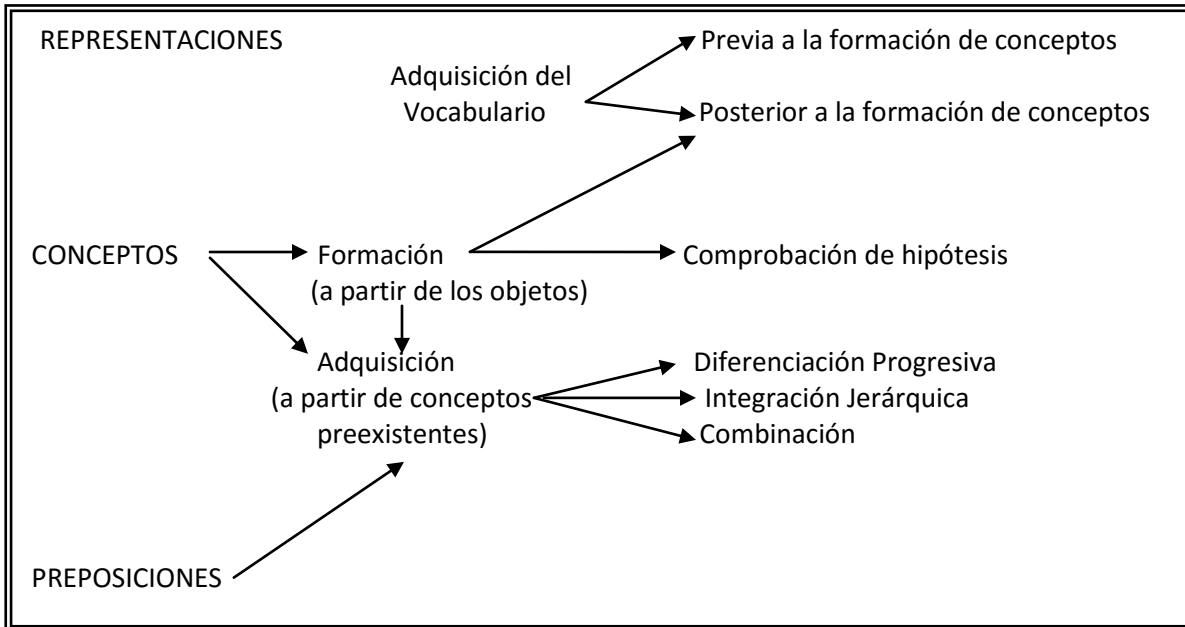 REPRESENTACIONES
Previa a la formación de conceptos
Adquisición del
Vocabulario
Posterior a la formación de conceptos
CONCEPTOS
Formación
(a partir de los objetos)
Comprobación de hipótesis
Adquisición
(a partir de conceptos
preexistentes)
Diferenciación Progresiva
Integración Jerárquica
Combinación
PREPOSICIONES